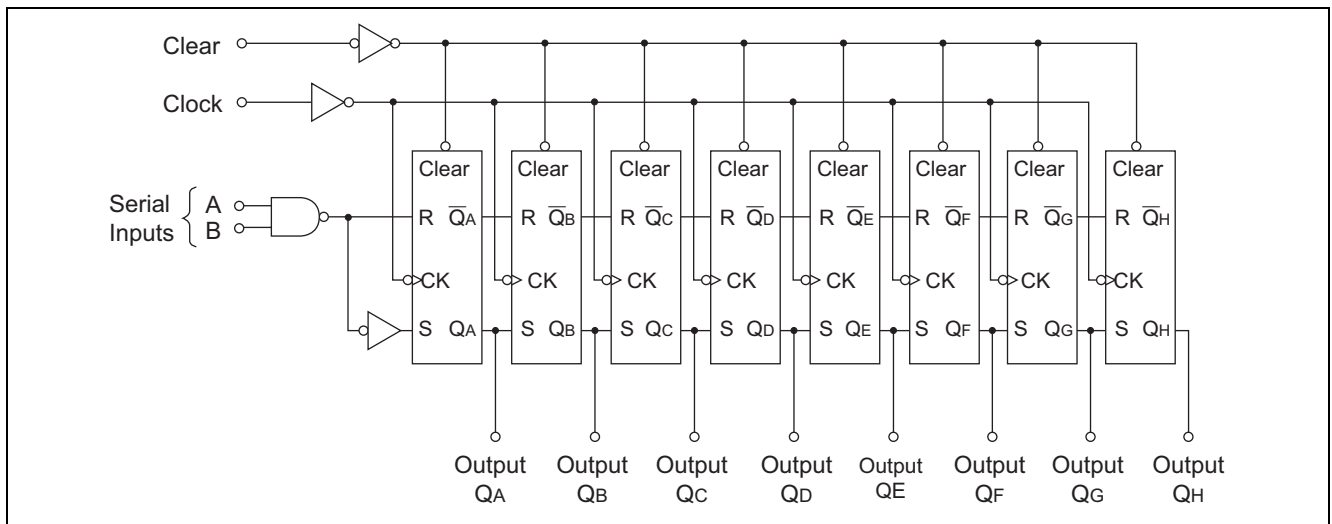 Clear
Clock
Serial Inputs
A
B
Clear Clear Clear Clear Clear Clear Clear Clear
R Q̅A R Q̅B R Q̅C R Q̅D R Q̅E R Q̅F R Q̅G R Q̅H
CK CK CK CK CK CK CK CK
S QA S QB S QC S QD S QE S QF S QG S QH
Output Output Output Output Output Output Output Output
QA QB QC QD QE QF QG QH